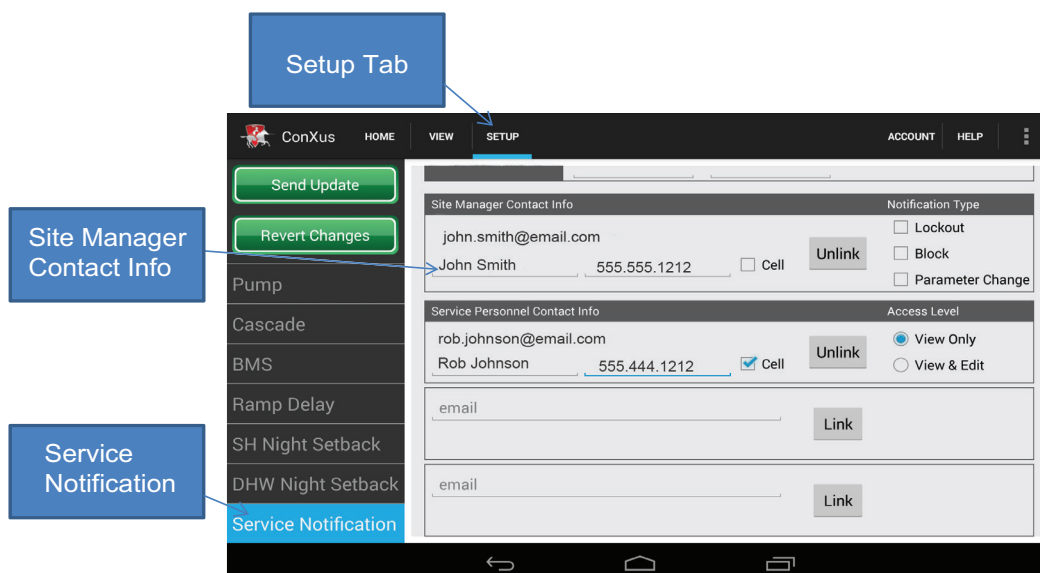 Setup Tab
ConXus HOME VIEW SETUP ACCOUNT HELP
Send Update
Revert Changes
Pump
Cascade
BMS
Ramp Delay
SH Night Setback
DHW Night Setback
Service Notification
Site Manager Contact Info Notification Type
john.smith@email.com
John Smith 555.555.1212 Cell Unlink
Lockout
Block
Parameter Change
Service Personnel Contact Info Access Level
rob.johnson@email.com
Rob Johnson 555.444.1212 Cell Unlink
View Only
View & Edit
email
Link
email
Link
Site Manager
Contact Info
Service
Notification